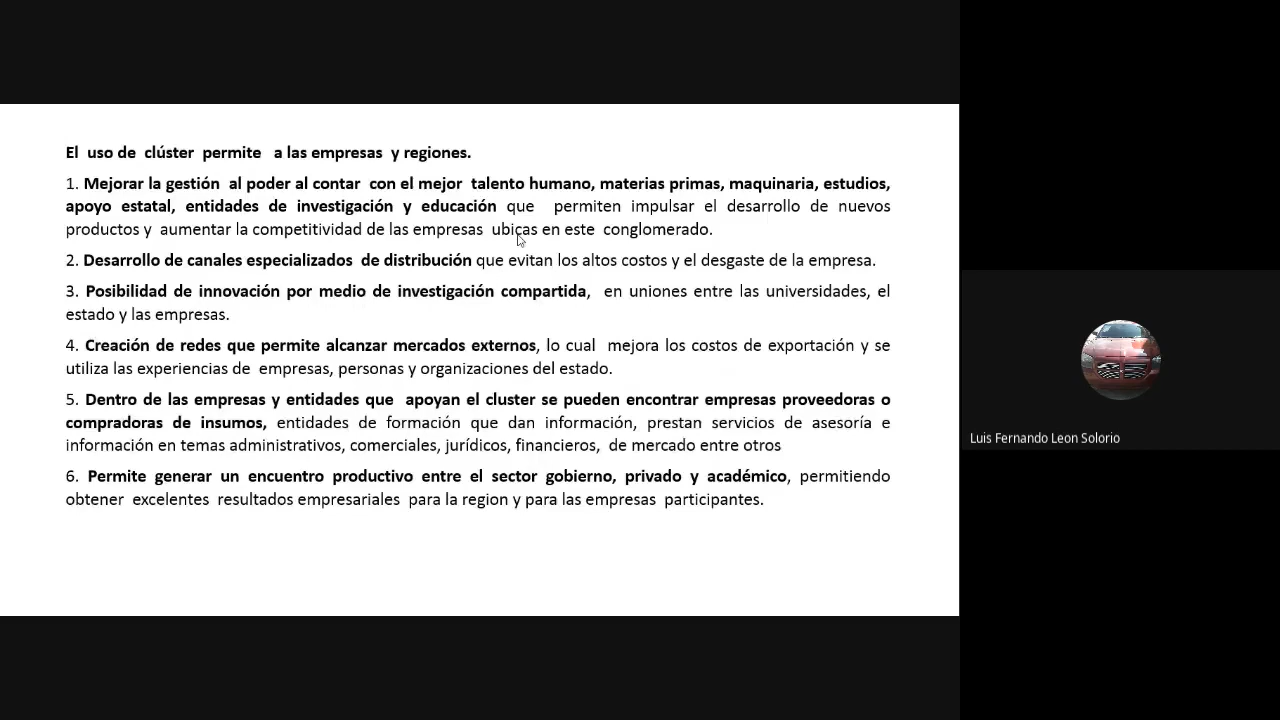 El uso de clúster permite a las empresas y regiones.
1. Mejorar la gestión al poder al contar con el mejor talento humano, materias primas, maquinaria, estudios,
apoyo estatal, entidades de investigación y educación que permiten impulsar el desarrollo de nuevos
productos y aumentar la competitividad de las empresas ubicas en este conglomerado.
2. Desarrollo de canales especializados de distribución que evitan los altos costos y el desgaste de la empresa.
3. Posibilidad de innovación por medio de investigación compartida, en uniones entre las universidades, el
estado y las empresas.
4. Creación de redes que permite alcanzar mercados externos, lo cual mejora los costos de exportación y se
utiliza las experiencias de empresas, personas y organizaciones del estado.
5. Dentro de las empresas y entidades que apoyan el cluster se pueden encontrar empresas proveedoras o
compradoras de insumos, entidades de formación que dan información, prestan servicios de asesoría e
información en temas administrativos, comerciales, jurídicos, financieros, de mercado entre otros
6. Permite generar un encuentro productivo entre el sector gobierno, privado y académico, permitiendo
obtener excelentes resultados empresariales para la region y para las empresas participantes.
Luis Fernando Leon Solorio